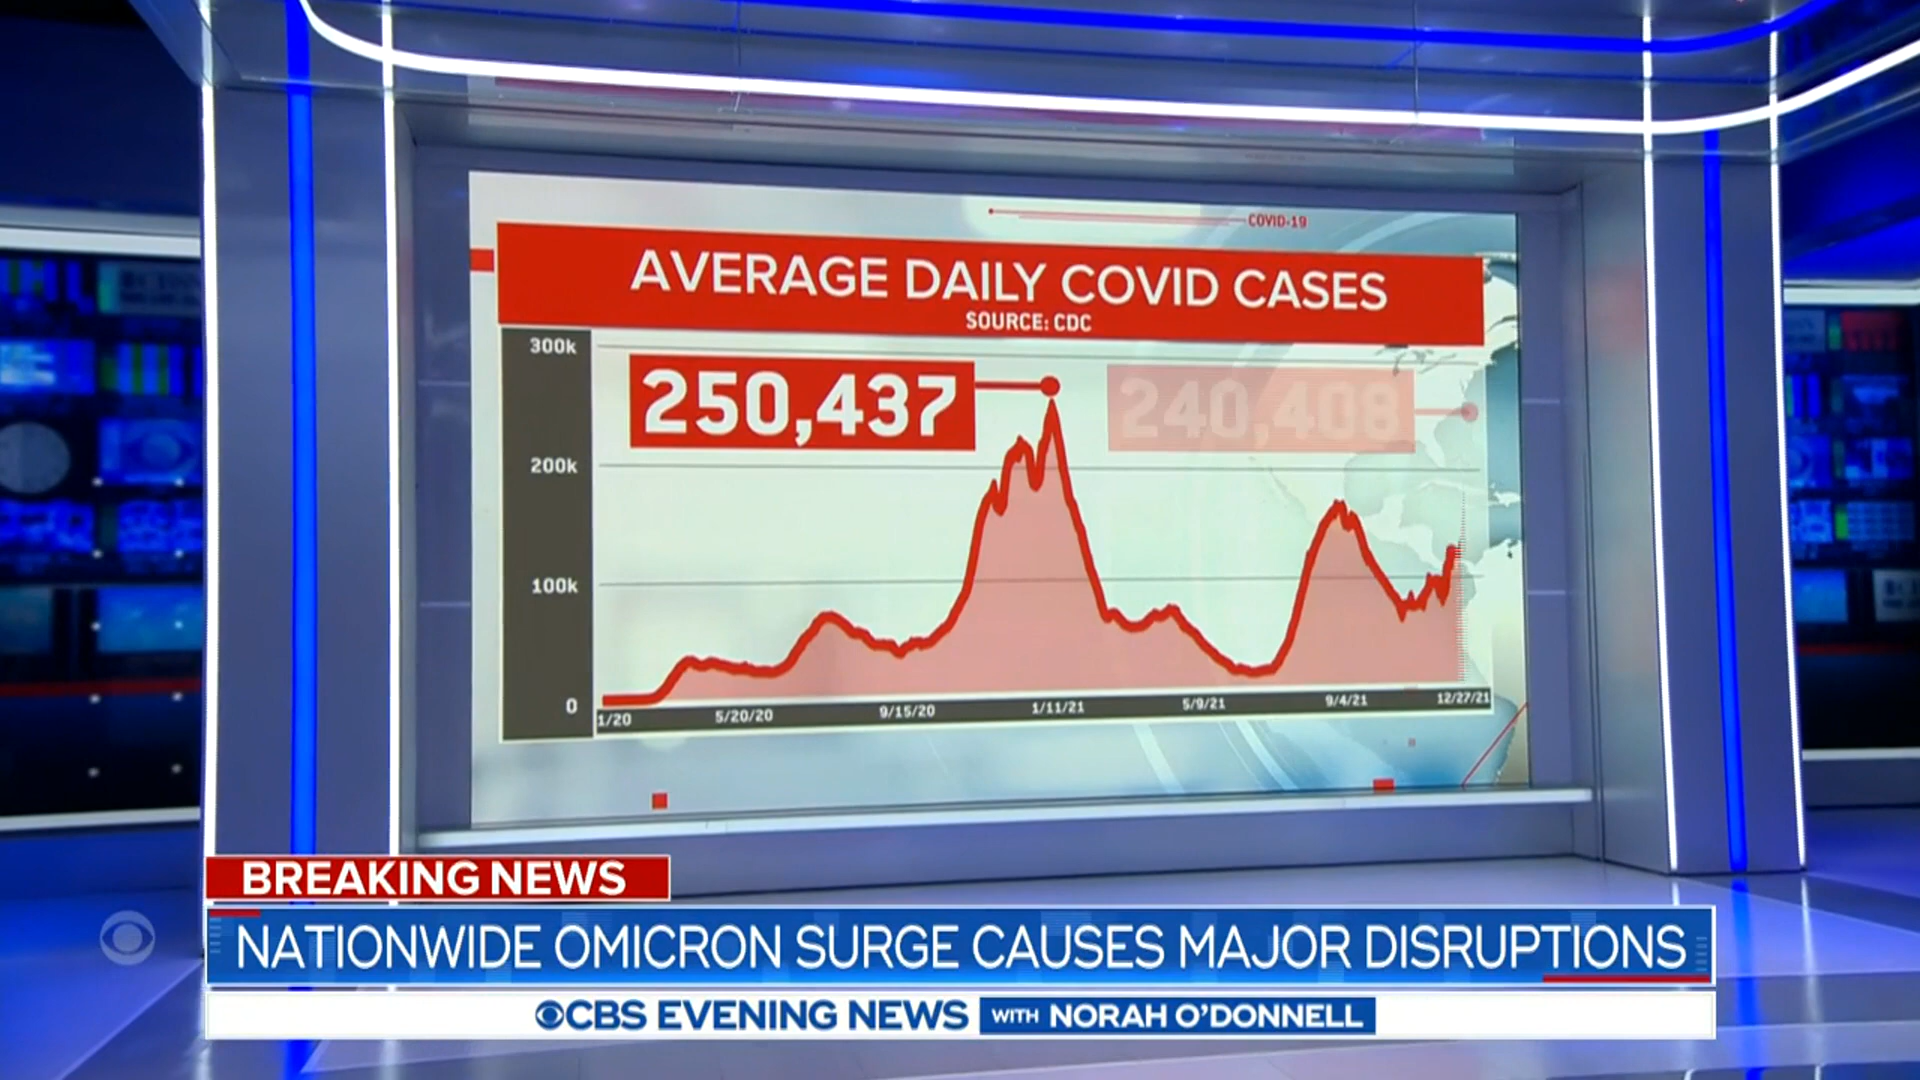 COVID-19
AVERAGE DAILY COVID CASES
SOURCE: CDC
300k
250,437
240,408
200k
100k
0
1/20 5/20/20 9/15/20 1/11/21 5/9/21 9/4/21 12/27/21
BREAKING NEWS
NATIONWIDE OMICRON SURGE CAUSES MAJOR DISRUPTIONS
CBS EVENING NEWS WITH NORAH O'DONNELL